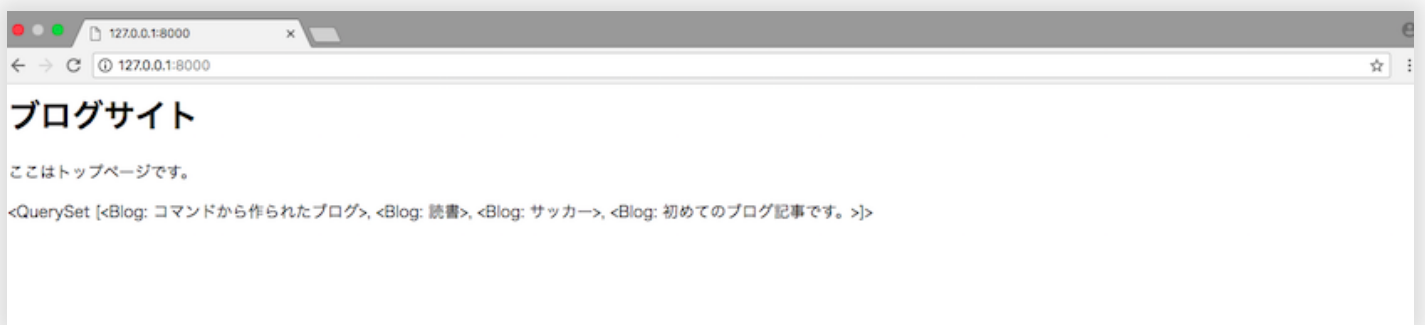 127.0.0.1:8000
127.0.0.1:8000
ブログサイト
ここはトップページです。
<QuerySet [<Blog: コマンドから作られたブログ>, <Blog: 読書>, <Blog: サッカー>, <Blog: 初めてのブログ記事です。>]>